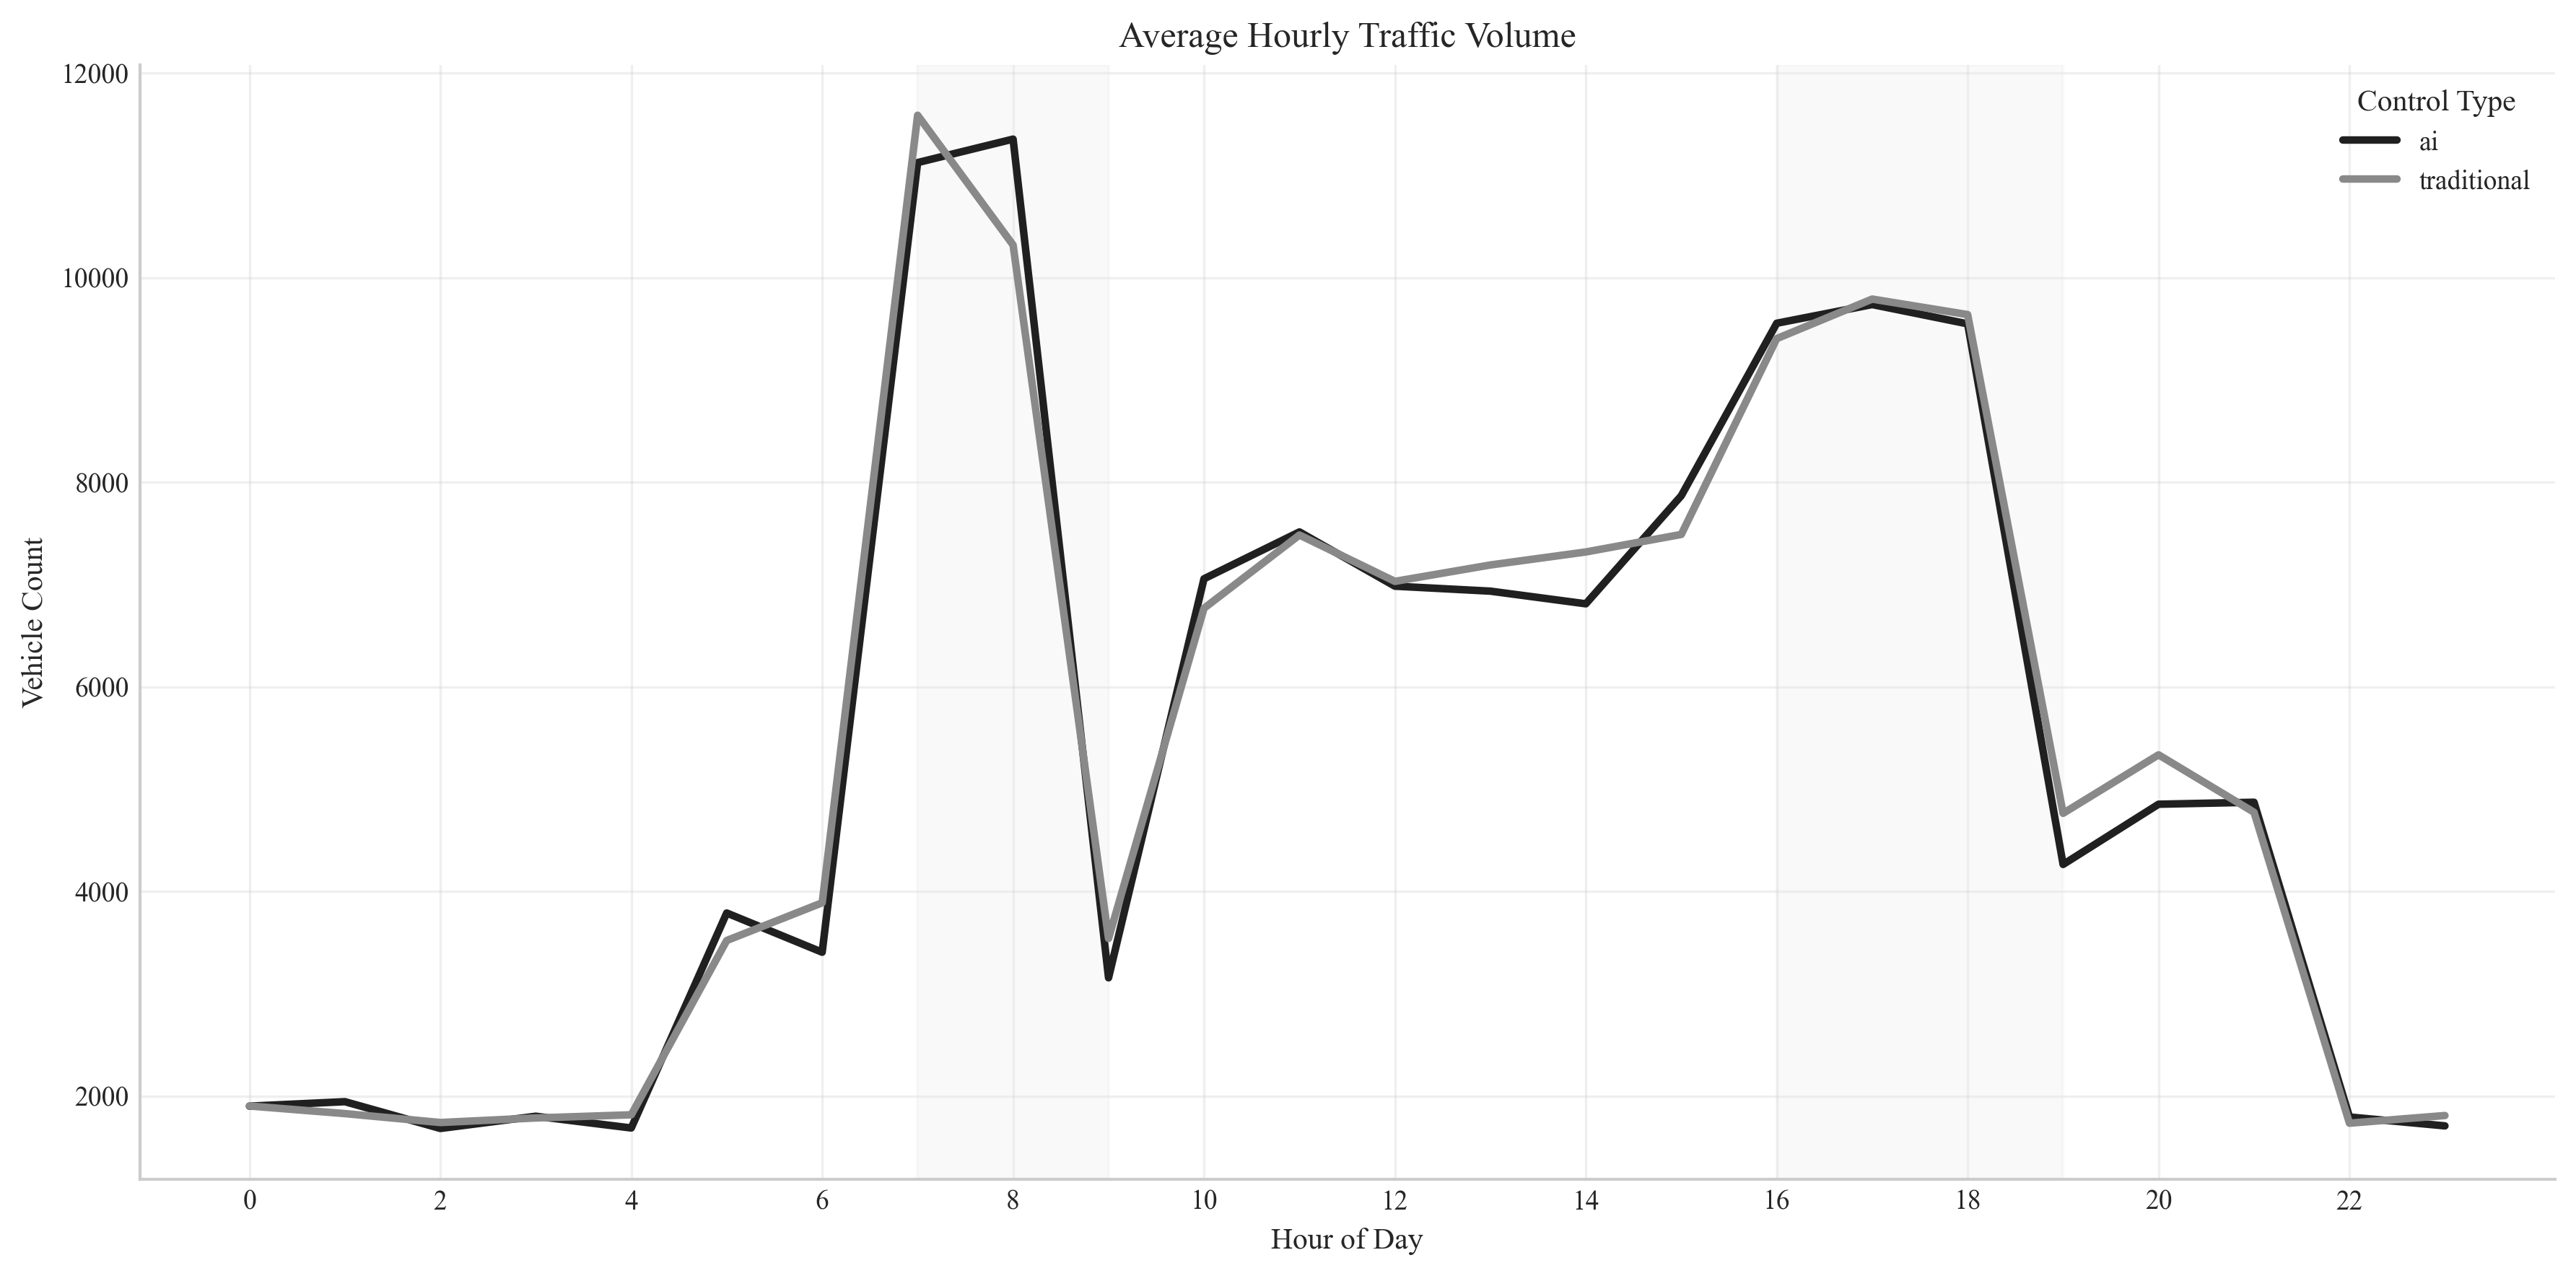 Average Hourly Traffic Volume
12000
10000
8000
6000
4000
2000
Vehicle Count
Control Type
ai
traditional
0 2 4 6 8 10 12 14 16 18 20 22
Hour of Day